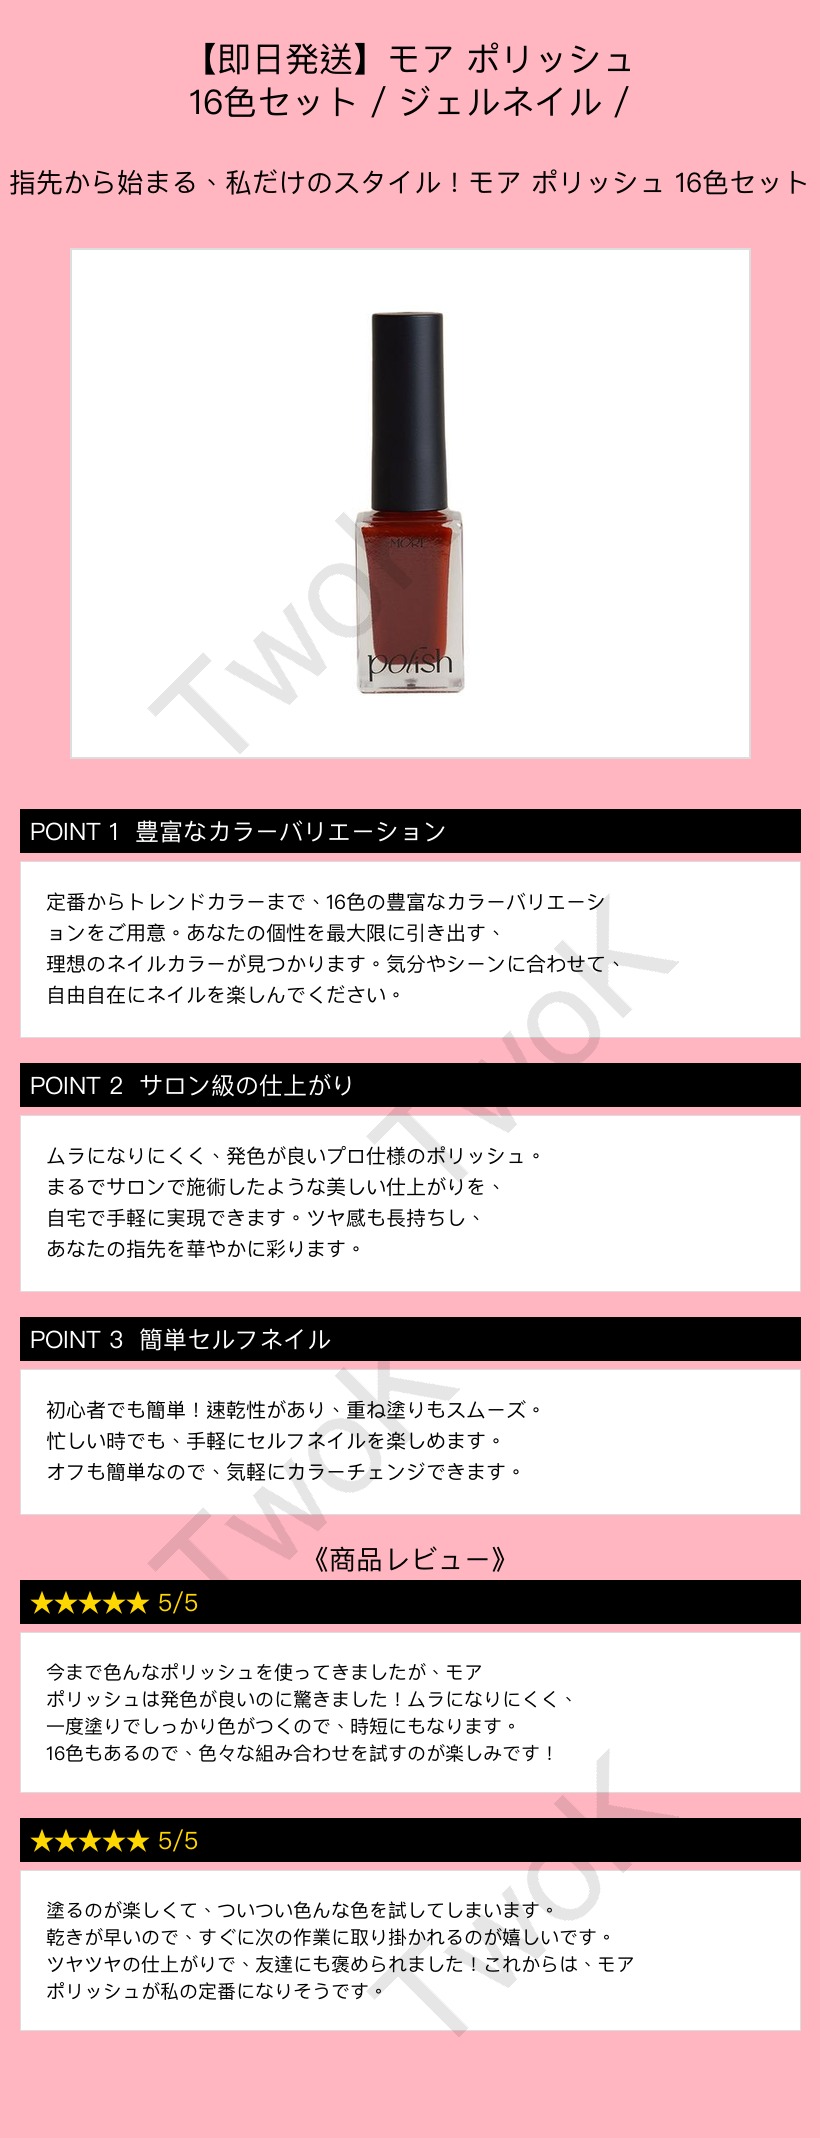 【即日発送】モア ポリッシュ
16色セット / ジェルネイル /
指先から始まる、私だけのスタイル！モア ポリッシュ 16色セット
MORE
polish
TwoK
POINT 1 豊富なカラーバリエーション
定番からトレンドカラーまで、16色の豊富なカラーバリエーシ
ョンをご用意。あなたの個性を最大限に引き出す、
理想のネイルカラーが見つかります。気分やシーンに合わせて、
自由自在にネイルを楽しんでください。
TwoK
POINT 2 サロン級の仕上がり
ムラになりにくく、発色が良いプロ仕様のポリッシュ。
まるでサロンで施術したような美しい仕上がりを、
自宅で手軽に実現できます。ツヤ感も長持ちし、
あなたの指先を華やかに彩ります。
POINT 3 簡単セルフネイル
初心者でも簡単！速乾性があり、重ね塗りもスムーズ。
忙しい時でも、手軽にセルフネイルを楽しめます。
オフも簡単なので、気軽にカラーチェンジできます。
TwoK
《商品レビュー》
★★★★★ 5/5
今まで色んなポリッシュを使ってきましたが、モア
ポリッシュは発色が良いのに驚きました！ムラになりにくく、
一度塗りでしっかり色がつくので、時短にもなります。
16色もあるので、色々な組み合わせを試すのが楽しみです！
★★★★★ 5/5
塗るのが楽しくて、ついつい色んな色を試してしまいます。
乾きが早いので、すぐに次の作業に取り掛かれるのが嬉しいです。
ツヤツヤの仕上がりで、友達にも褒められました！これからは、モア
ポリッシュが私の定番になりそうです。
TwoK